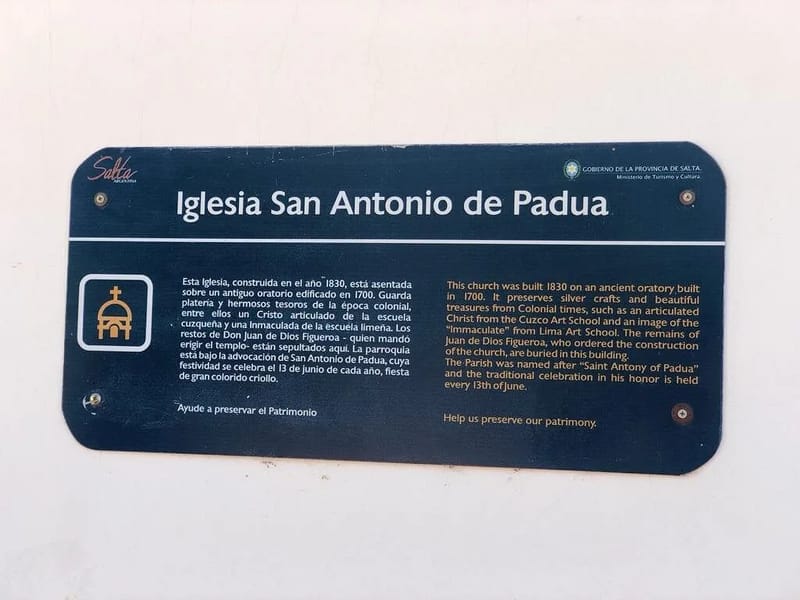 Salta
ARGENTINA
GOBIERNO DE LA PROVINCIA DE SALTA.
Ministerio de Turismo y Cultura.
Iglesia San Antonio de Padua
Esta Iglesia, construida en el año 1830, está asentada
sobre un antiguo oratorio edificado en 1700. Guarda
platería y hermosos tesoros de la época colonial,
entre ellos un Cristo articulado de la escuela
cuzqueña y una Inmaculada de la escuela limeña. Los
restos de Don Juan de Dios Figueroa - quien mandó
erigir el templo- están sepultados aquí. La parroquia
está bajo la advocación de San Antonio de Padua, cuya
festividad se celebra el 13 de junio de cada año, fiesta
de gran colorido criollo.
Ayude a preservar el Patrimonio
This church was built 1830 on an ancient oratory built
in 1700. It preserves silver crafts and beautiful
treasures from Colonial times, such as an articulated
Christ from the Cuzco Art School and an image of the
"Immaculate" from Lima Art School. The remains of
Juan de Dios Figueroa, who ordered the construction
of the church, are buried in this building.
The Parish was named after "Saint Antony of Padua"
and the traditional celebration in his honor is held
every 13th of June.
Help us preserve our patrimony.